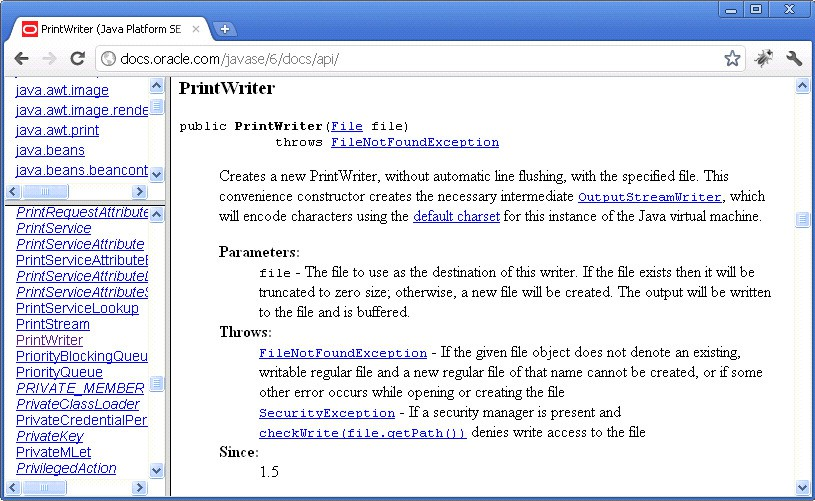 PrintWriter (Java Platform SE
docs.oracle.com/javase/6/docs/api/
java.awt.image
java.awt.image.rende
java.awt.print
java.beans
java.beans.beancont
PrintRequestAttribute
PrintService
PrintServiceAttribute
PrintServiceAttributeE
PrintServiceAttributeL
PrintServiceAttributeS
PrintServiceLookup
PrintStream
PrintWriter
PriorityBlockingQueu
PriorityQueue
PRIVATE_MEMBER
PrivateClassLoader
PrivateCredentialPer
PrivateKey
PrivateMLet
PrivilegedAction
PrintWriter
public PrintWriter(File file)
throws FileNotFoundException
Creates a new PrintWriter, without automatic line flushing, with the specified file. This
convenience constructor creates the necessary intermediate OutputStreamWriter, which
will encode characters using the default charset for this instance of the Java virtual machine.
Parameters:
file - The file to use as the destination of this writer. If the file exists then it will be
truncated to zero size; otherwise, a new file will be created. The output will be written
to the file and is buffered.
Throws:
FileNotFoundException - If the given file object does not denote an existing,
writable regular file and a new regular file of that name cannot be created, or if some
other error occurs while opening or creating the file
SecurityException - If a security manager is present and
checkWrite(file.getPath()) denies write access to the file
Since:
1.5